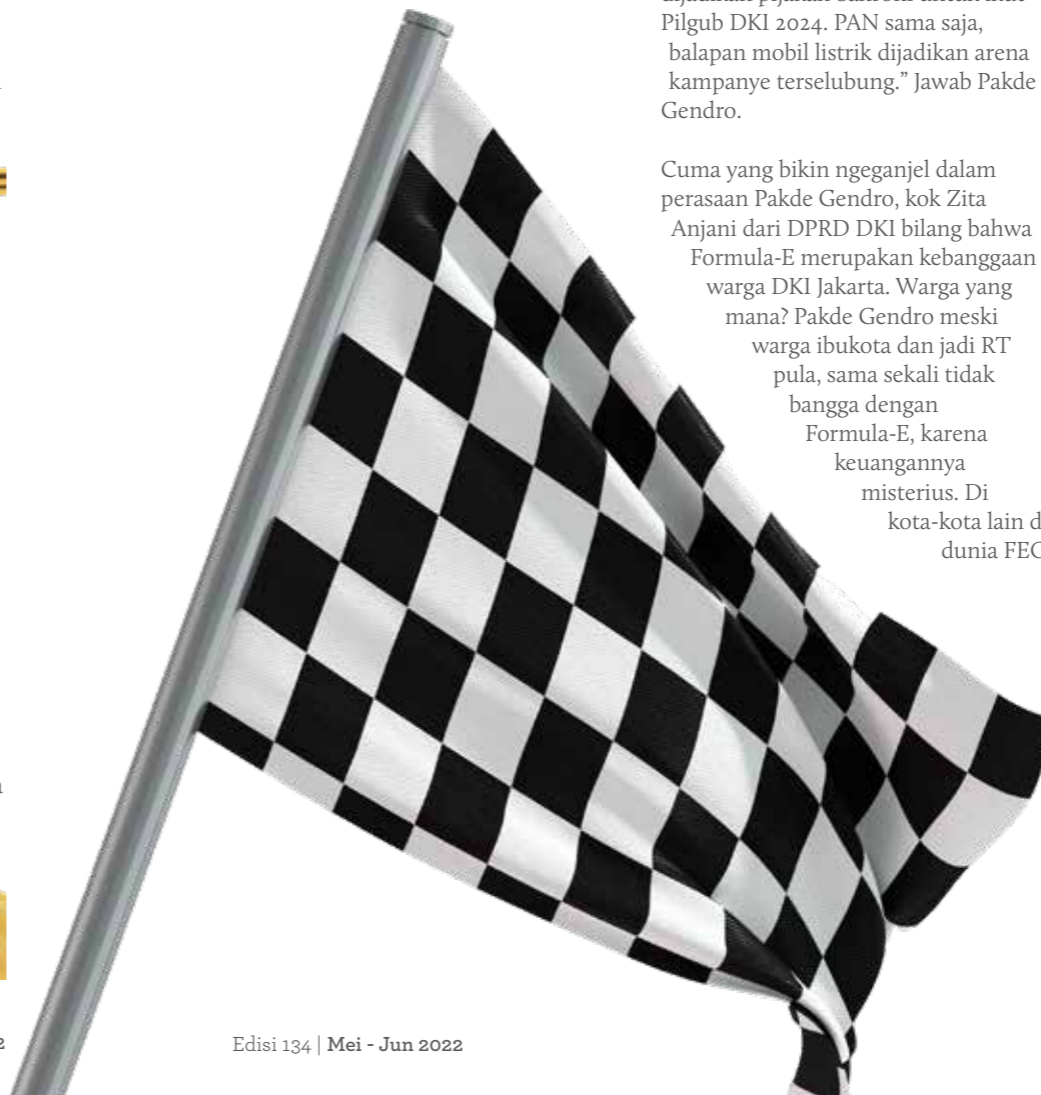 Pilgub DKI 2024. PAN sama saja,
balapan mobil listrik dijadikan arena
kampanye terselubung.” Jawab Pakde
Gendro.
Cuma yang bikin ngeganjel dalam
perasaan Pakde Gendro, kok Zita
Anjani dari DPRD DKI bilang bahwa
Formula-E merupakan kebanggaan
warga DKI Jakarta. Warga yang
mana? Pakde Gendro meski
warga ibukota dan jadi RT
pula, sama sekali tidak
bangga dengan
Formula-E, karena
keuangannya
misterius. Di
kota-kota lain
dunia
Edisi 134 | Mei - Jun 2022